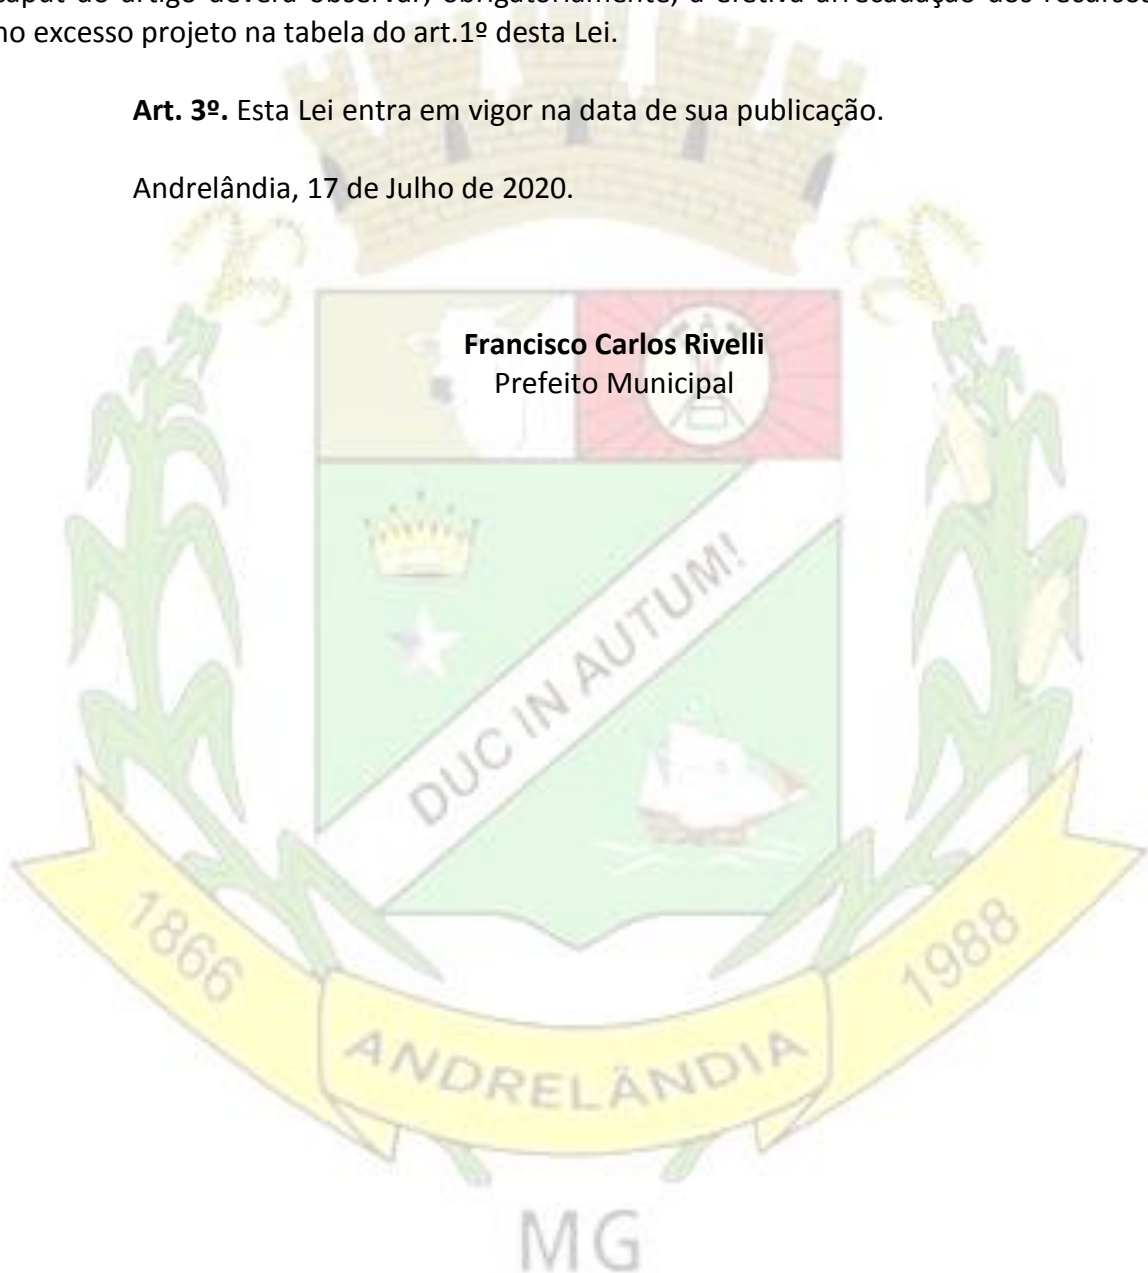 caput do artigo deverá observar, obrigatoriamente, a efetiva arrecadação dos recursos
no excesso projeto na tabela do art.1º desta Lei.
Art. 3º. Esta Lei entra em vigor na data de sua publicação.
Andrelândia, 17 de Julho de 2020.
Francisco Carlos Rivelli
Prefeito Municipal
DUC IN AUTUM!
1866
ANDRELÂNDIA
1988
MG